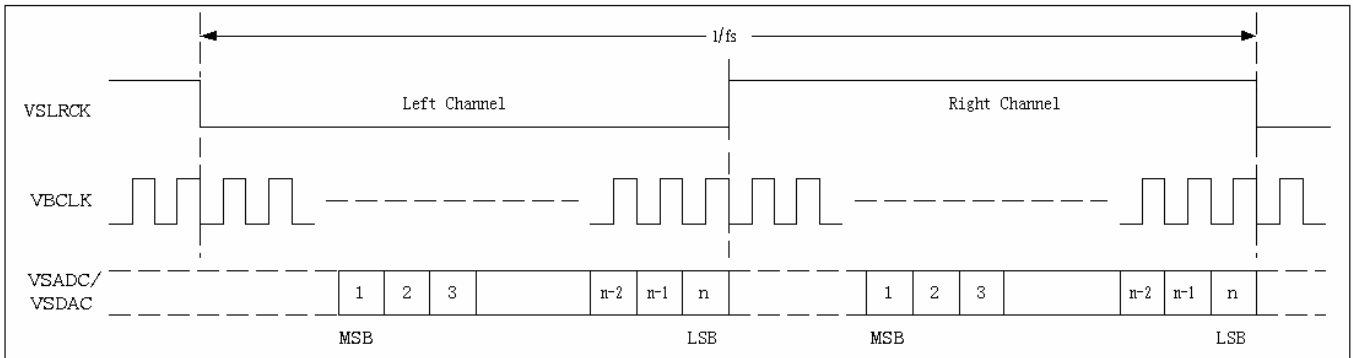 1/fs
VSLRCK
Left Channel
Right Channel
VBCLK
VSADC/
VSDAC
1 2 3 n-2 n-1 n 1 2 3 n-2 n-1 n
MSB LSB MSB LSB